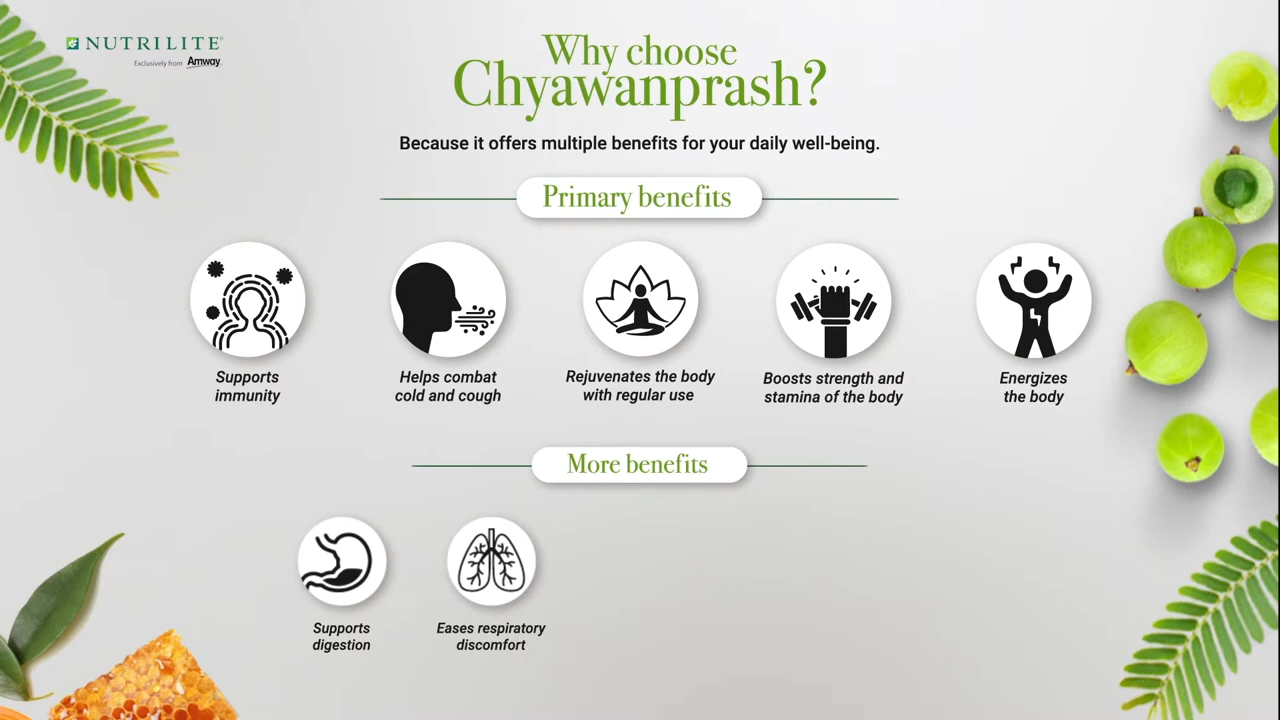 NUTRILITE®
Exclusively from Amway
Why choose
Chyawanprash?
Because it offers multiple benefits for your daily well-being.
Primary benefits
Supports
immunity
Helps combat
cold and cough
Rejuvenates the body
with regular use
Boosts strength and
stamina of the body
Energizes
the body
More benefits
Supports
digestion
Eases respiratory
discomfort